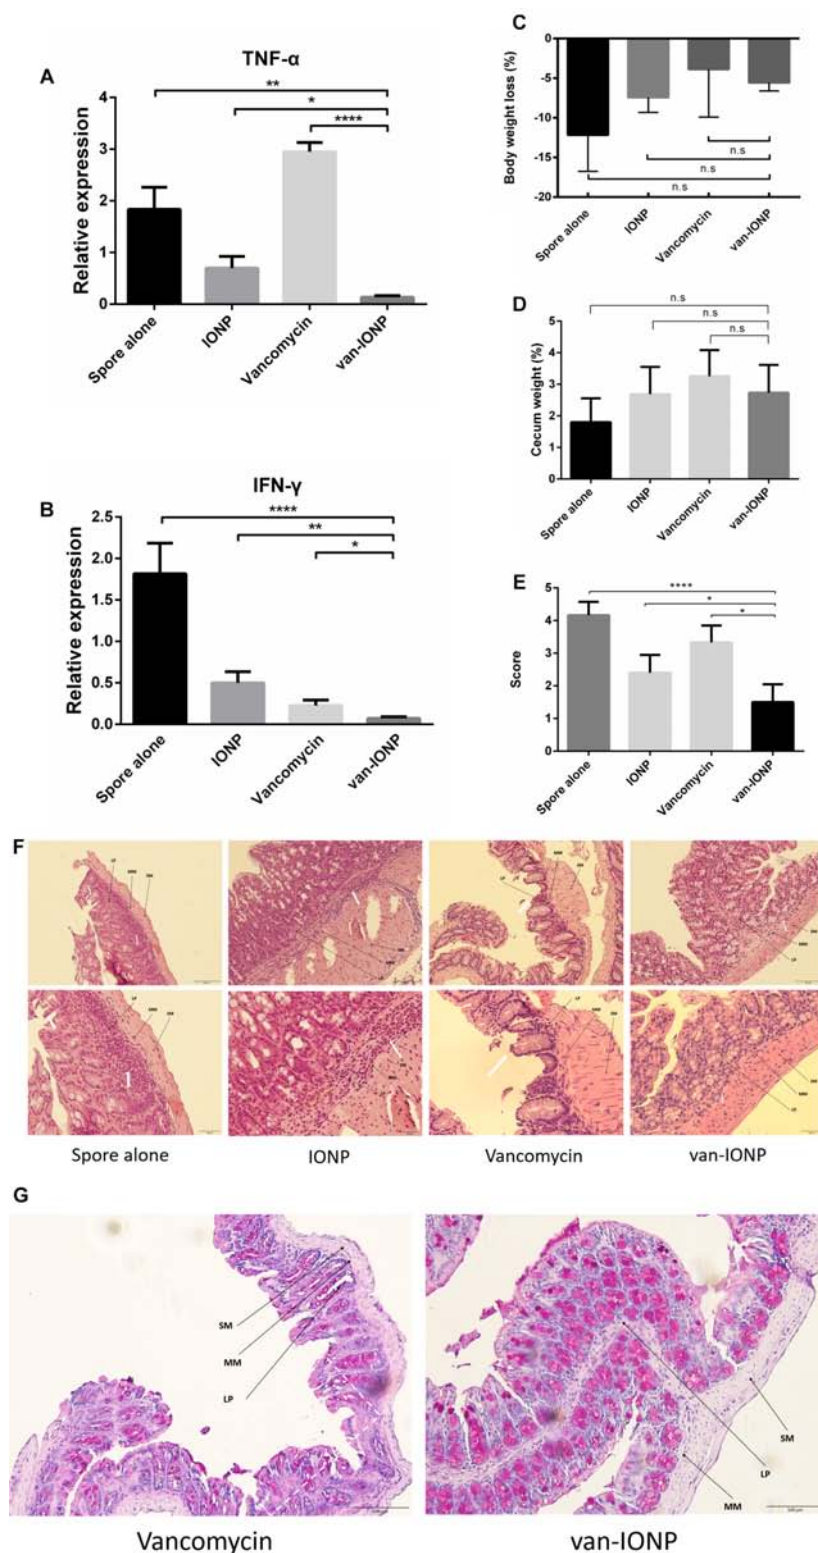 A
TNF-α
**
*
****
Relative expression
4
3
2
1
0
Spore alone
IONP
Vancomycin
van-IONP
B
IFN-γ
****
**
*
Relative expression
2.5
2.0
1.5
1.0
0.5
0.0
Spore alone
IONP
Vancomycin
van-IONP
C
Body weight loss (%)
0
-5
-10
-15
-20
n.s
n.s
n.s
Spore alone
IONP
Vancomycin
van-IONP
D
n.s
n.s
n.s
Cecum weight (%)
5
4
3
2
1
0
Spore alone
IONP
Vancomycin
van-IONP
E
****
*
*
Score
5
4
3
2
1
0
Spore alone
IONP
Vancomycin
van-IONP
F
Spore alone
IONP
Vancomycin
van-IONP
G
SM
MM
LP
SM
LP
MM
Vancomycin
van-IONP